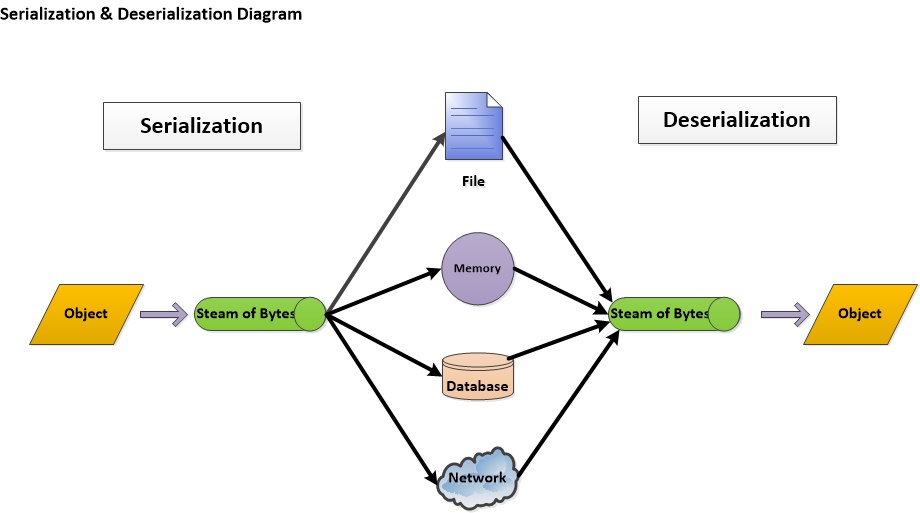 Serialization & Deserialization Diagram
Serialization
Deserialization
File
Memory
Object
Steam of Bytes
Steam of Bytes
Object
Database
Network